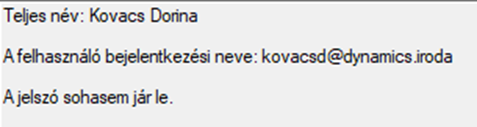 Teljes név: Kovacs Dorina
A felhasználó bejelentkezési neve: kovacsd@dynamics.iroda
A jelszó sohasem jár le.